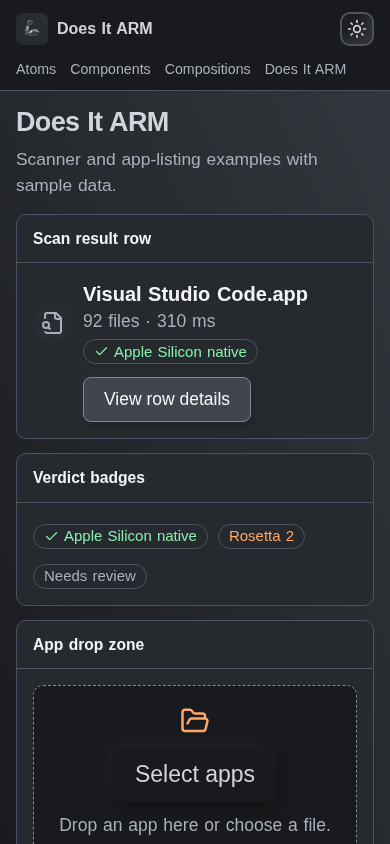 Does It ARM
Atoms Components Compositions Does It ARM
Does It ARM
Scanner and app-listing examples with
sample data.
Scan result row
Visual Studio Code.app
92 files · 310 ms
Apple Silicon native
View row details
Verdict badges
Apple Silicon native Rosetta 2
Needs review
App drop zone
Select apps
Drop an app here or choose a file.